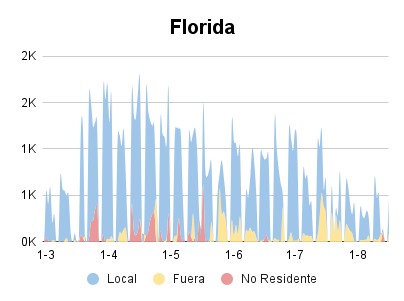 Florida
2K
2K
1K
1K
0K
1-3 1-4 1-5 1-6 1-7 1-8
Local Fuera No Residente